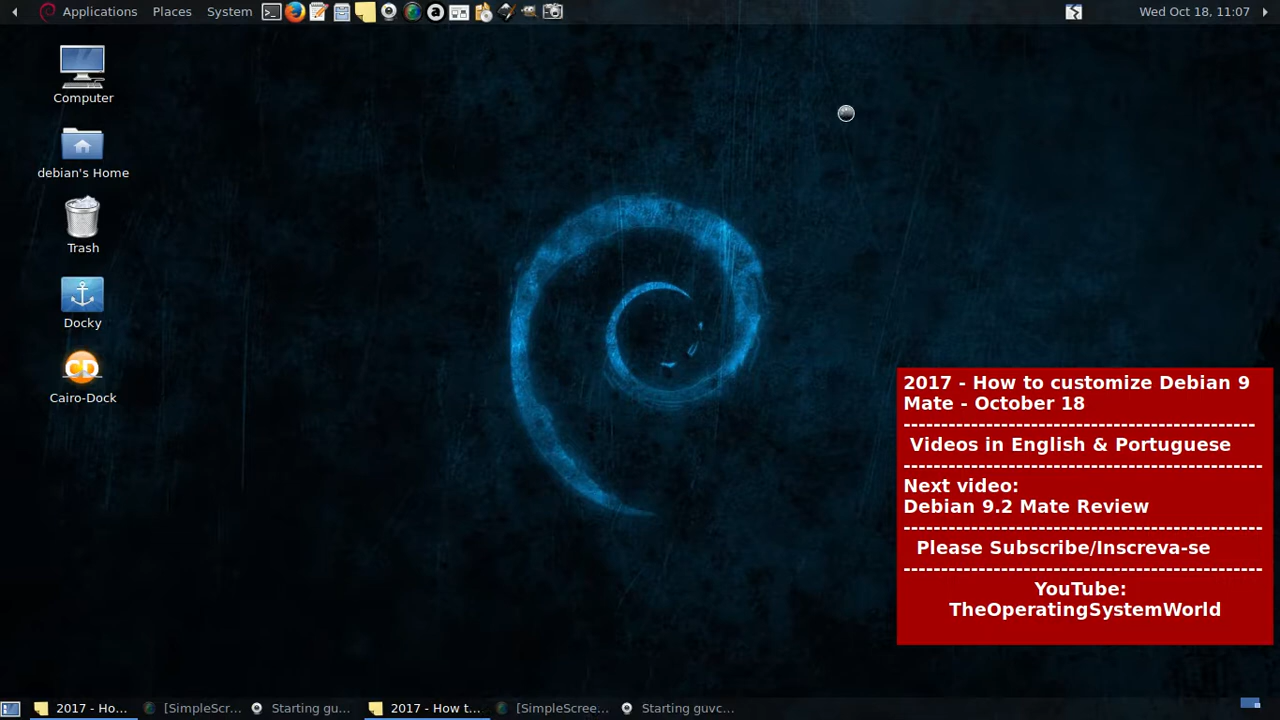 Applications Places System Wed Oct 18, 11:07
Computer
debian's Home
Trash
Docky
CD
Cairo-Dock
2017 - How to customize Debian 9
Mate - October 18
-----------------------------------------------
Videos in English & Portuguese
------------------------------------------------
Next video:
Debian 9.2 Mate Review
------------------------------------------------
Please Subscribe/Inscreva-se
------------------------------------------------
YouTube:
TheOperatingSystemWorld
2017 - Ho... [SimpleScr... Starting gu... 2017 - How t... [SimpleScree... Starting guvc...